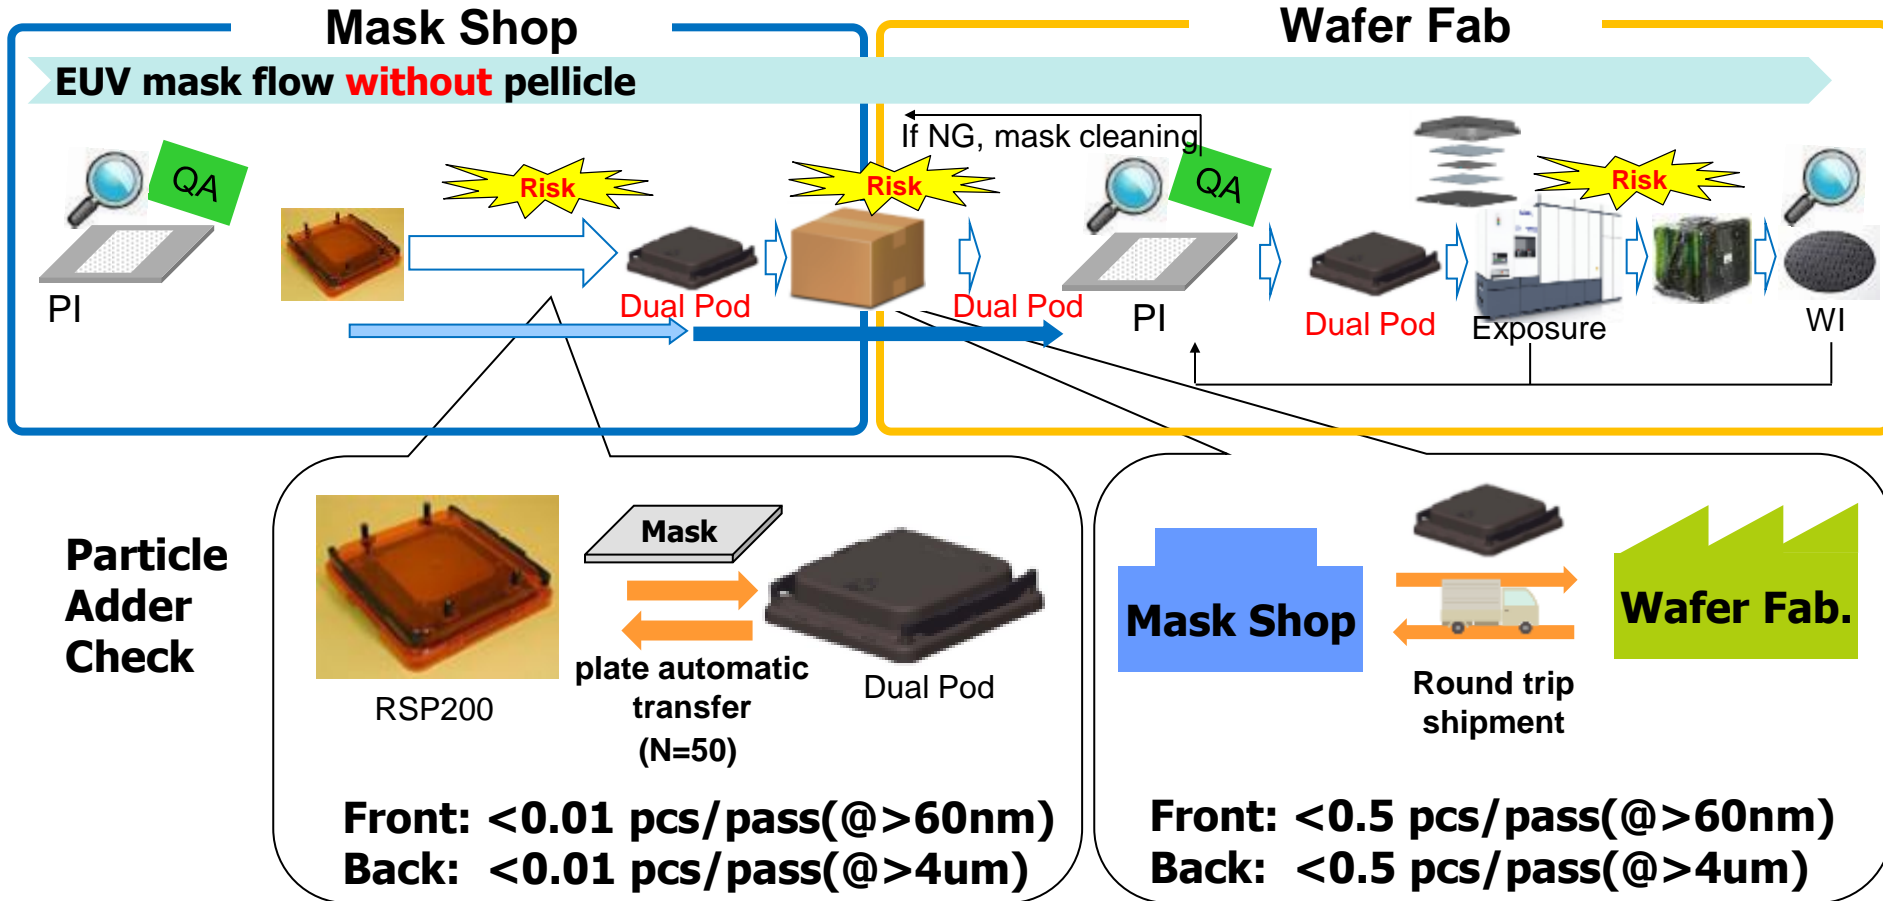 Mask Shop
Wafer Fab
EUV mask flow without pellicle
If NG, mask cleaning
QA
Risk
Risk
QA
Risk
PI
Dual Pod
Dual Pod
PI
Dual Pod
Exposure
WI
Particle
Adder
Check
Mask
plate automatic
transfer
(N=50)
RSP200
Dual Pod
Front: <0.01 pcs/pass(@>60nm)
Back: <0.01 pcs/pass(@>4um)
Mask Shop
Wafer Fab.
Round trip
shipment
Front: <0.5 pcs/pass(@>60nm)
Back: <0.5 pcs/pass(@>4um)